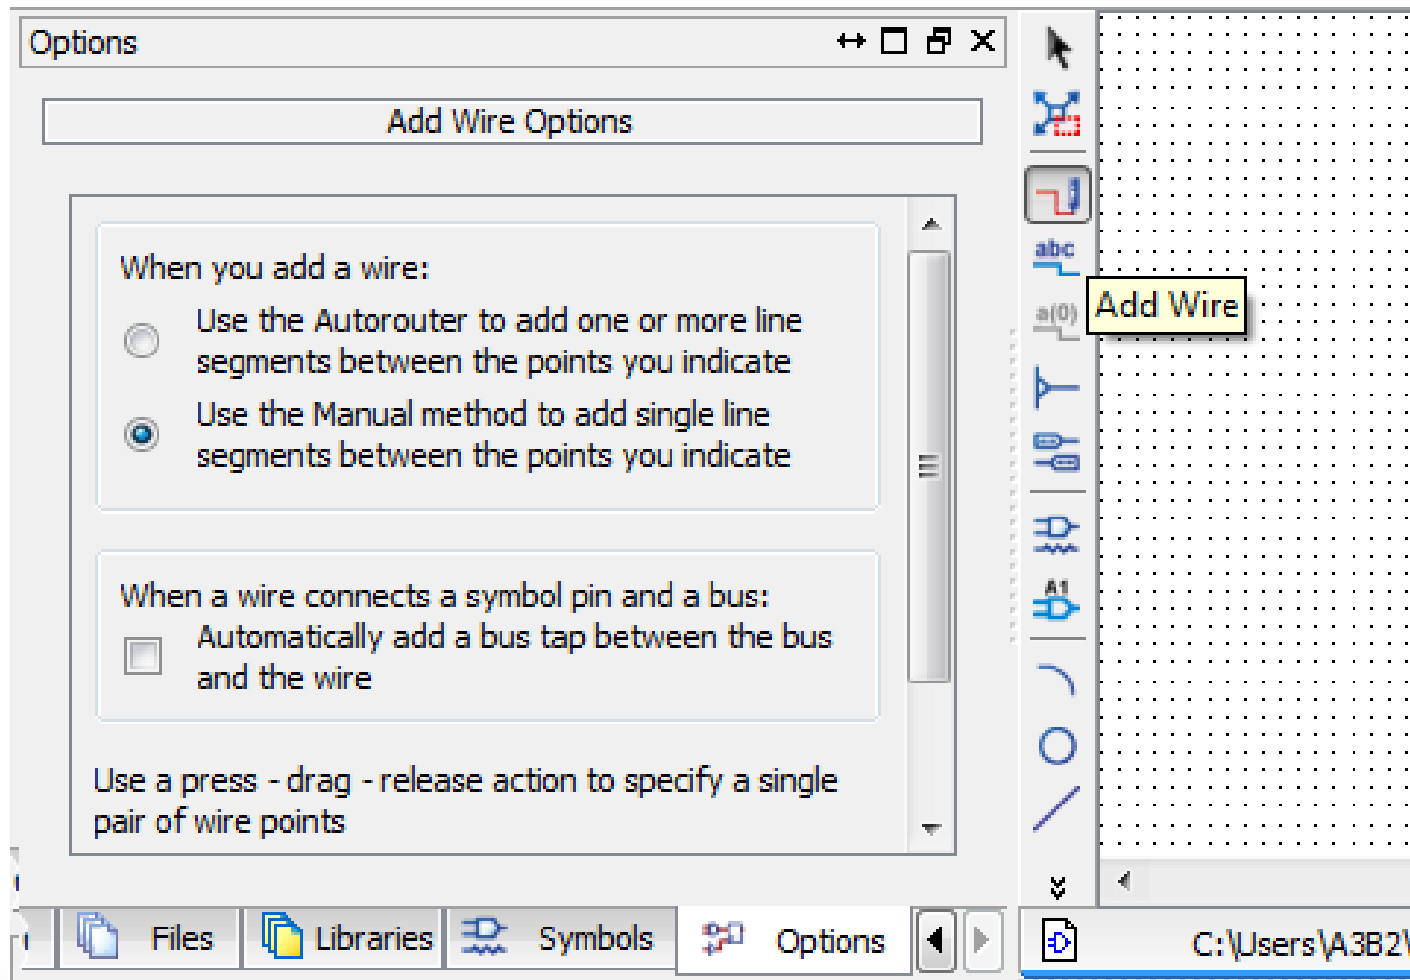 Options
Add Wire Options
When you add a wire:
Use the Autorouter to add one or more line
segments between the points you indicate
Use the Manual method to add single line
segments between the points you indicate
When a wire connects a symbol pin and a bus:
Automatically add a bus tap between the bus
and the wire
Use a press - drag - release action to specify a single
pair of wire points
Files
Libraries
Symbols
Options
abc
a(0)
Add Wire
A1
C:\Users\A3B2\